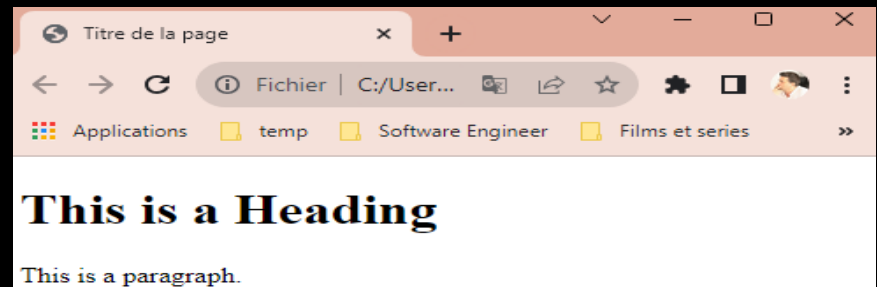 Titre de la page
Fichier | C:/User...
Applications temp Software Engineer Films et series »
This is a Heading
This is a paragraph.